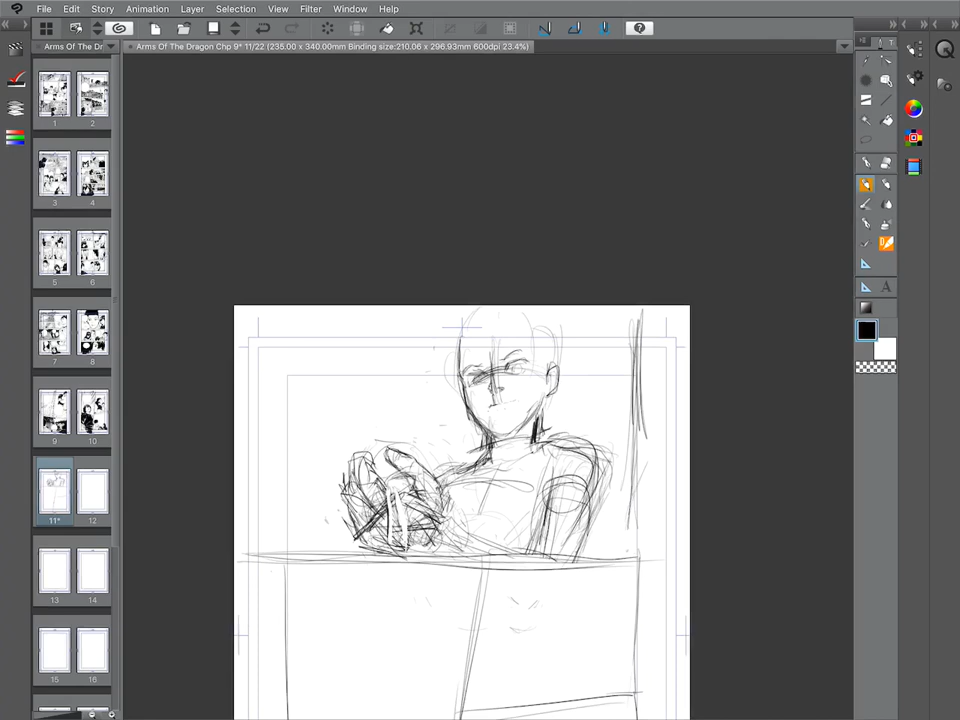 File Edit Story Animation Layer Selection View Filter Window Help
Arms Of The Dr
Arms Of The Dragon Chp 9* 11/22 (235.00 x 340.00mm Binding size:210.06 x 296.93mm 600dpi 23.4%)
1 2
3 4
5 6
7 8
9 10
11* 12
13 14
15 16
T
A